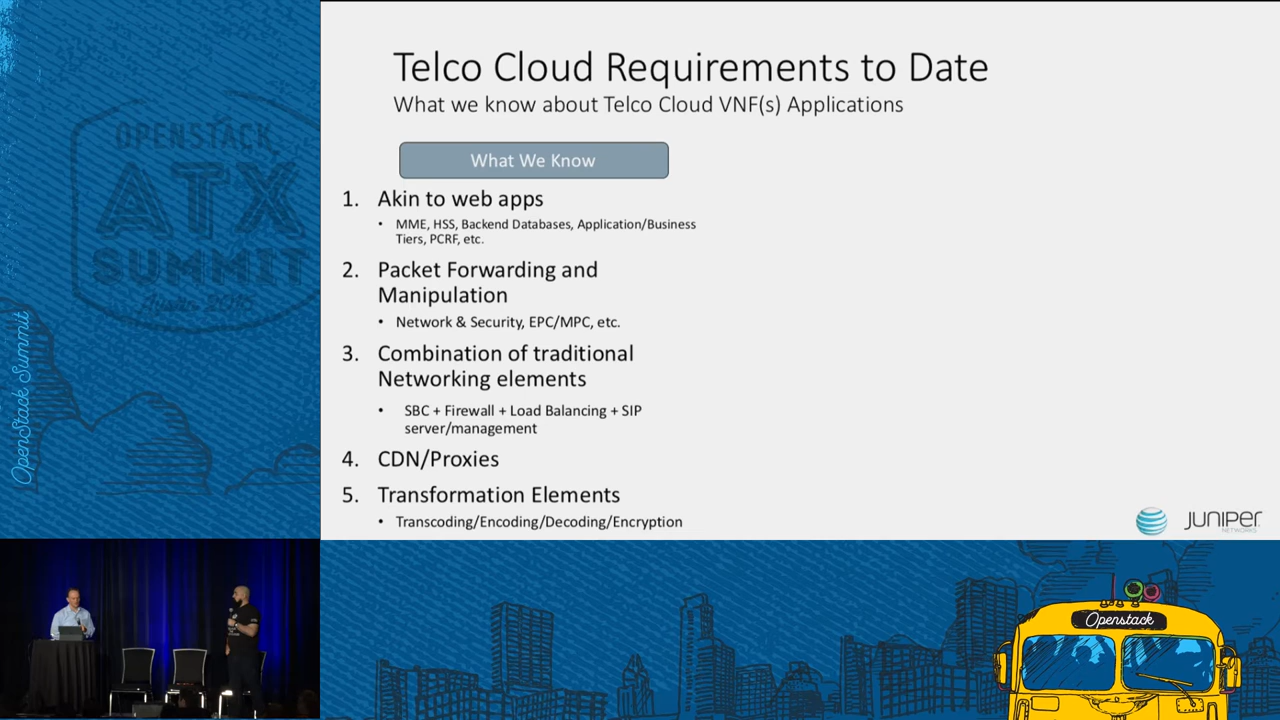 OPENSTACK
ATX
SUMMIT
Austin 2016
OpenStack Summit
Telco Cloud Requirements to Date
What we know about Telco Cloud VNF(s) Applications
What We Know
1. Akin to web apps
• MME, HSS, Backend Databases, Application/Business
Tiers, PCRF, etc.
2. Packet Forwarding and
Manipulation
• Network & Security, EPC/MPC, etc.
3. Combination of traditional
Networking elements
• SBC + Firewall + Load Balancing + SIP
server/management
4. CDN/Proxies
5. Transformation Elements
• Transcoding/Encoding/Decoding/Encryption
JUNIPER
NETWORKS
Openstack